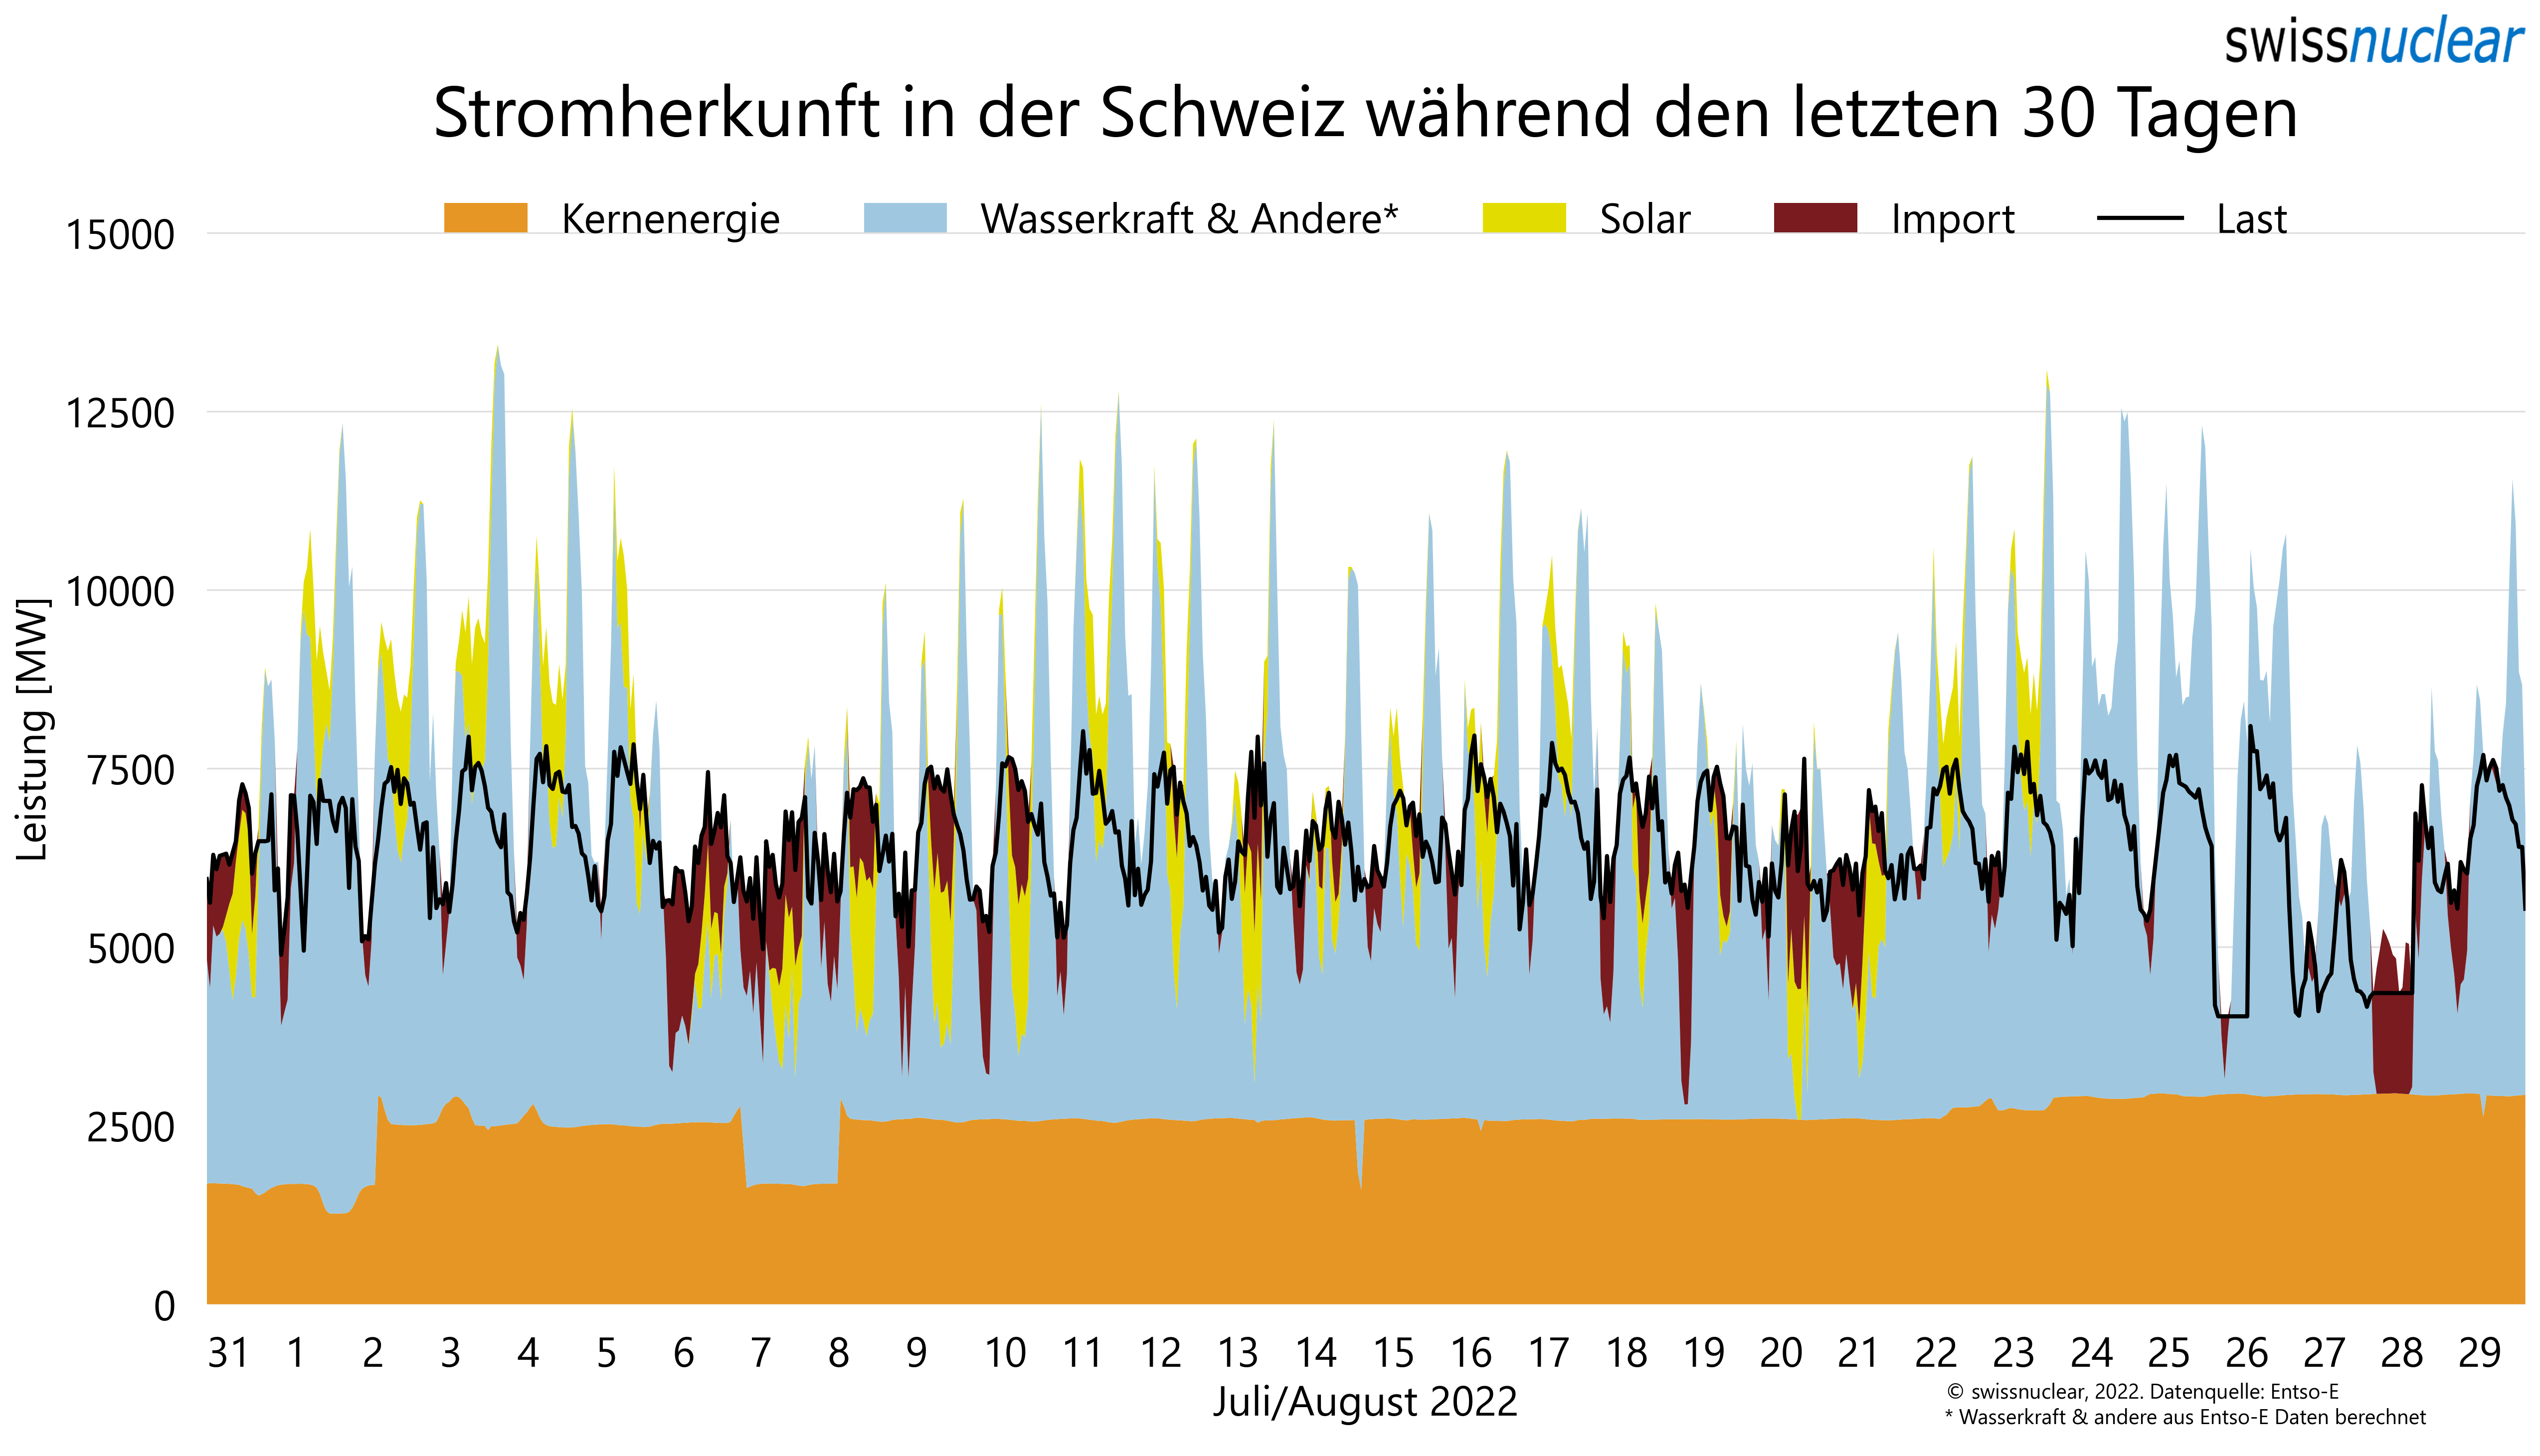 swissnuclear
Stromherkunft in der Schweiz während den letzten 30 Tagen
Kernenergie Wasserkraft & Andere* Solar Import Last
15000
12500
10000
7500
5000
2500
0
Leistung [MW]
31 1 2 3 4 5 6 7 8 9 10 11 12 13 14 15 16 17 18 19 20 21 22 23 24 25 26 27 28 29
Juli/August 2022
© swissnuclear, 2022. Datenquelle: Entso-E
* Wasserkraft & andere aus Entso-E Daten berechnet